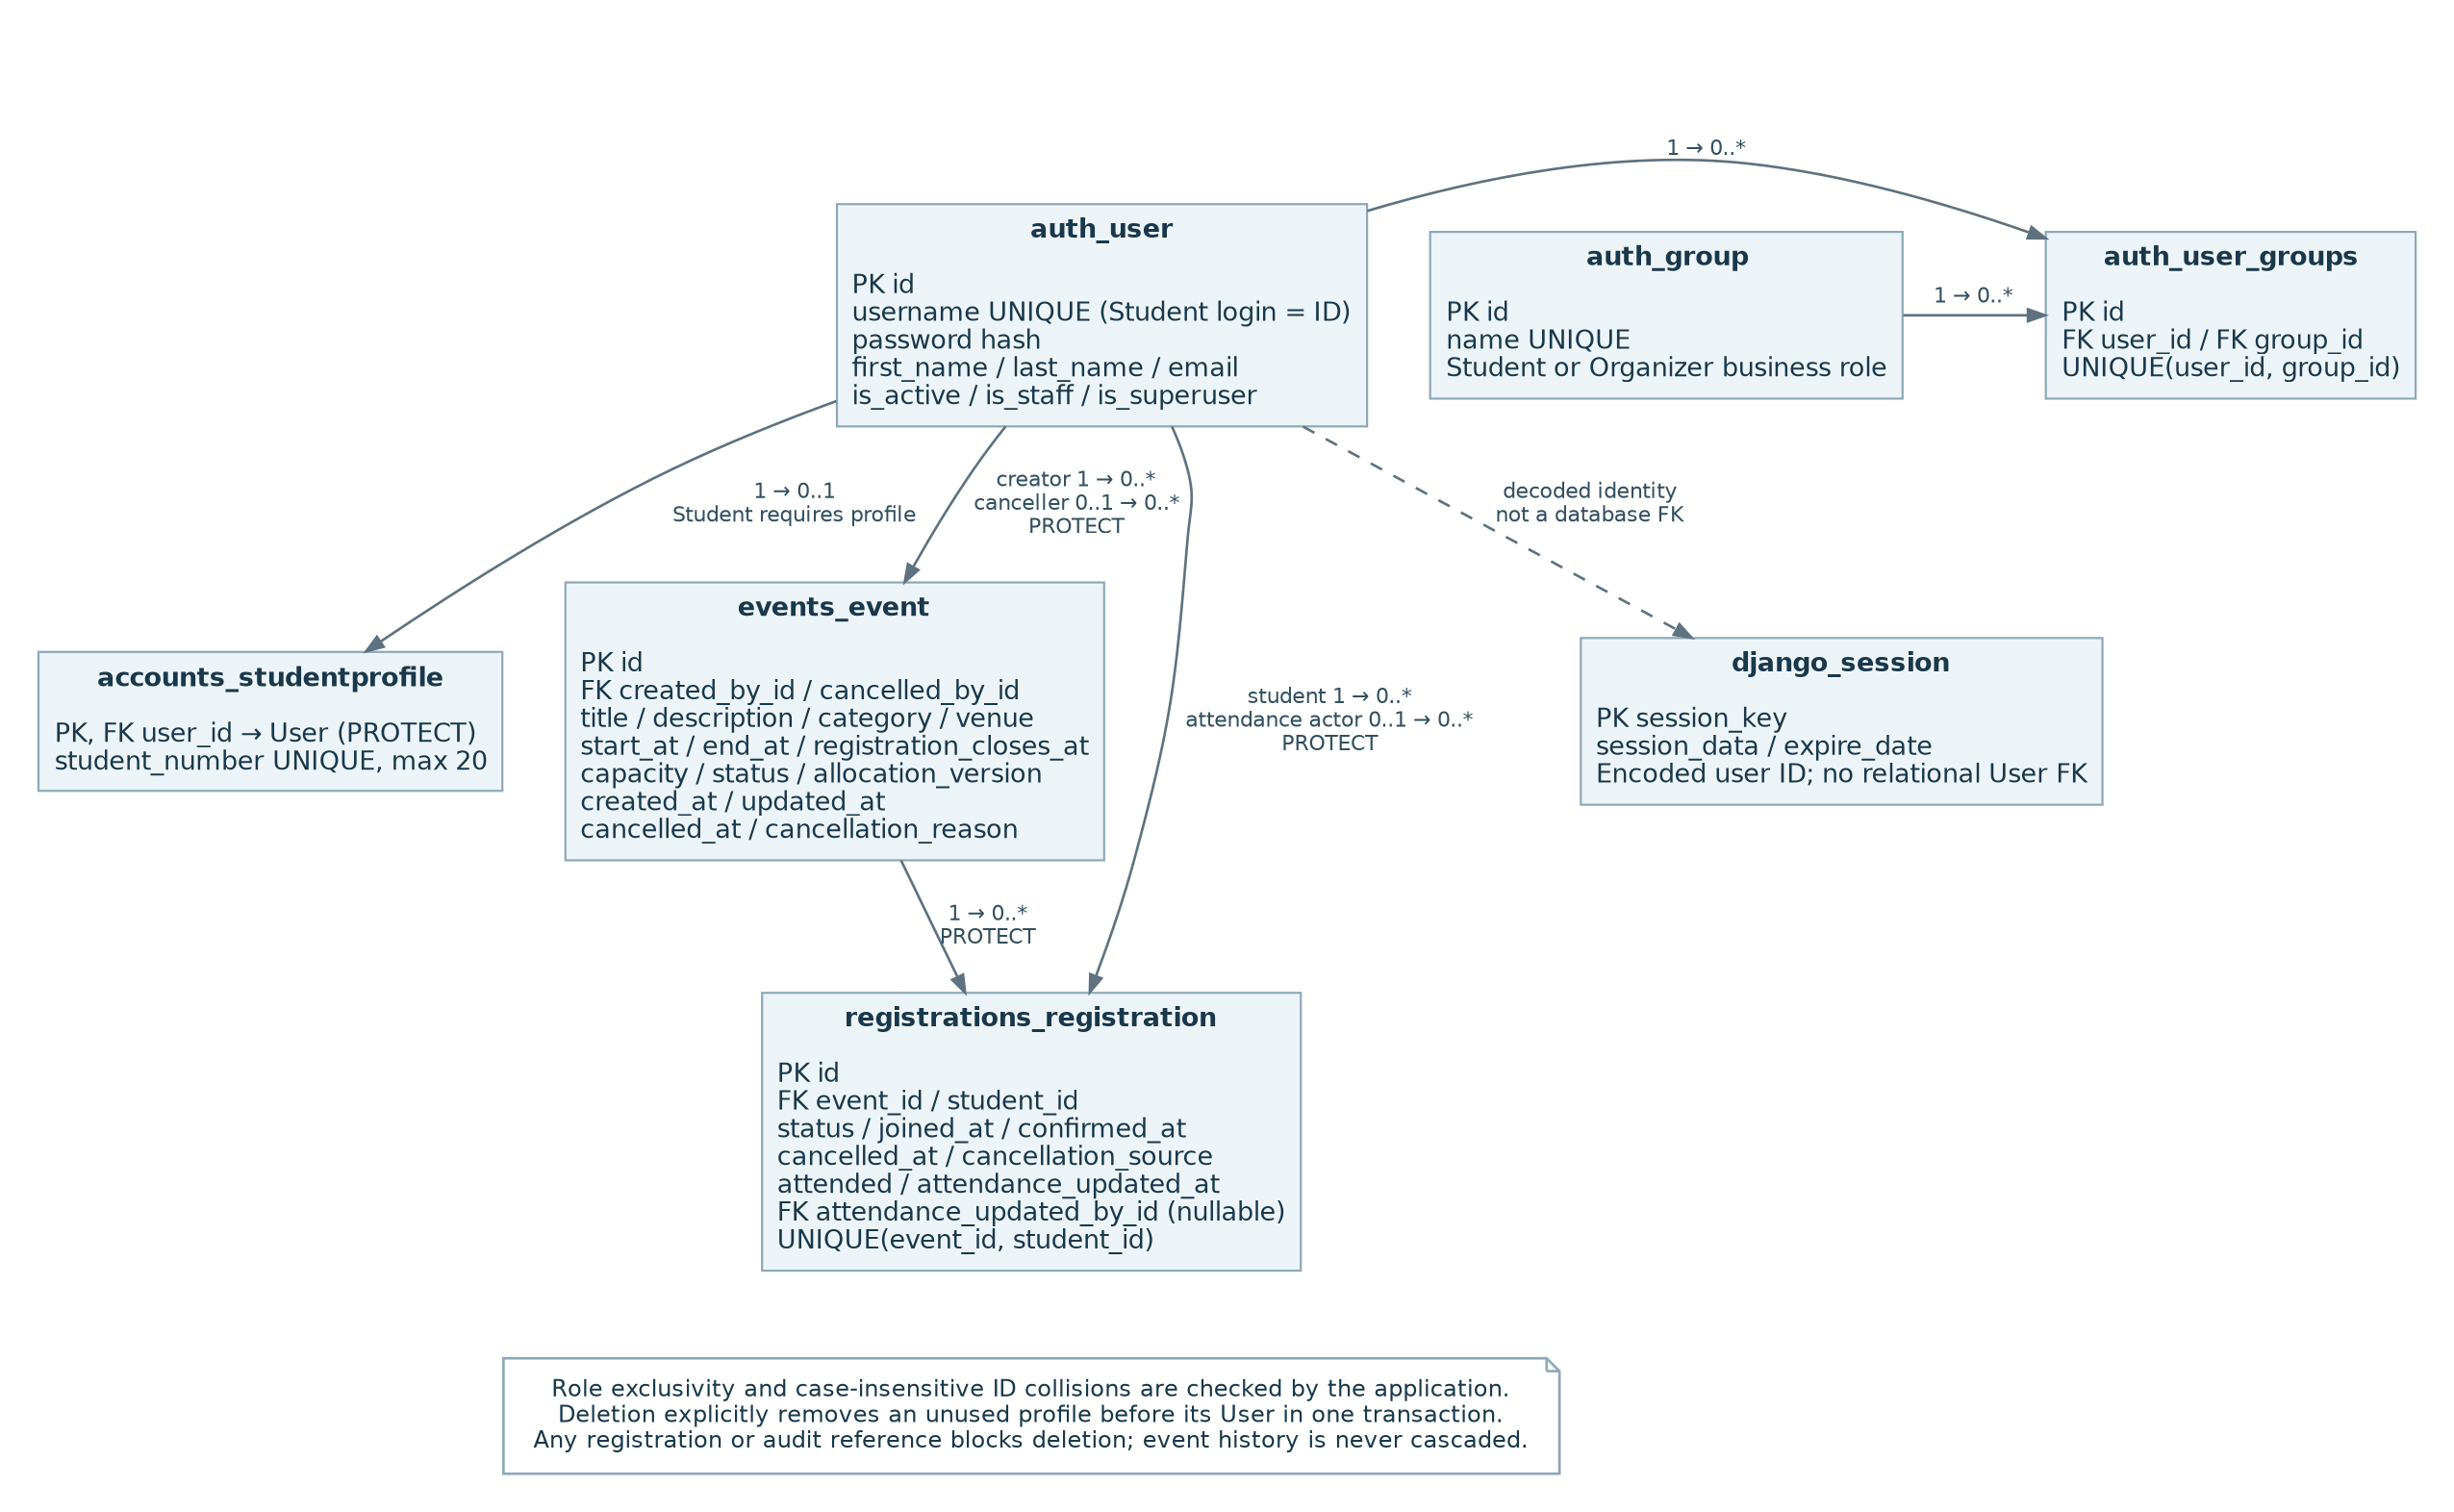 1 → 0..*
auth_user
PK id
username UNIQUE (Student login = ID)
password hash
first_name / last_name / email
is_active / is_staff / is_superuser
auth_group
PK id
name UNIQUE
Student or Organizer business role
1 → 0..*
auth_user_groups
PK id
FK user_id / FK group_id
UNIQUE(user_id, group_id)
1 → 0..1
Student requires profile
creator 1 → 0..*
canceller 0..1 → 0..*
PROTECT
decoded identity
not a database FK
accounts_studentprofile
PK, FK user_id → User (PROTECT)
student_number UNIQUE, max 20
events_event
PK id
FK created_by_id / cancelled_by_id
title / description / category / venue
start_at / end_at / registration_closes_at
capacity / status / allocation_version
created_at / updated_at
cancelled_at / cancellation_reason
student 1 → 0..*
attendance actor 0..1 → 0..*
PROTECT
django_session
PK session_key
session_data / expire_date
Encoded user ID; no relational User FK
1 → 0..*
PROTECT
registrations_registration
PK id
FK event_id / student_id
status / joined_at / confirmed_at
cancelled_at / cancellation_source
attended / attendance_updated_at
FK attendance_updated_by_id (nullable)
UNIQUE(event_id, student_id)
Role exclusivity and case-insensitive ID collisions are checked by the application.
Deletion explicitly removes an unused profile before its User in one transaction.
Any registration or audit reference blocks deletion; event history is never cascaded.